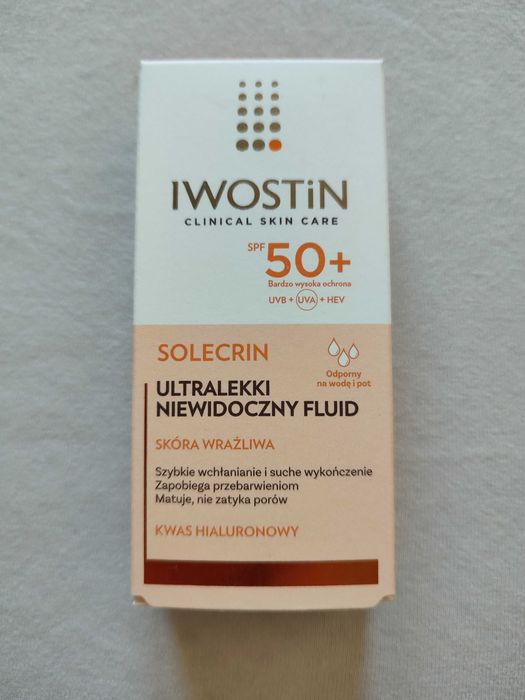 IWOSTiN
CLINICAL SKIN CARE
SPF 50+
Bardzo wysoka ochrona
UVB + UVA + HEV
SOLECRIN
Odporny
na wodę i pot
ULTRALEKKI
NIEWIDOCZNY FLUID
SKÓRA WRAŻLIWA
Szybkie wchłanianie i suche wykończenie
Zapobiega przebarwieniom
Matuje, nie zatyka porów
KWAS HIALURONOWY